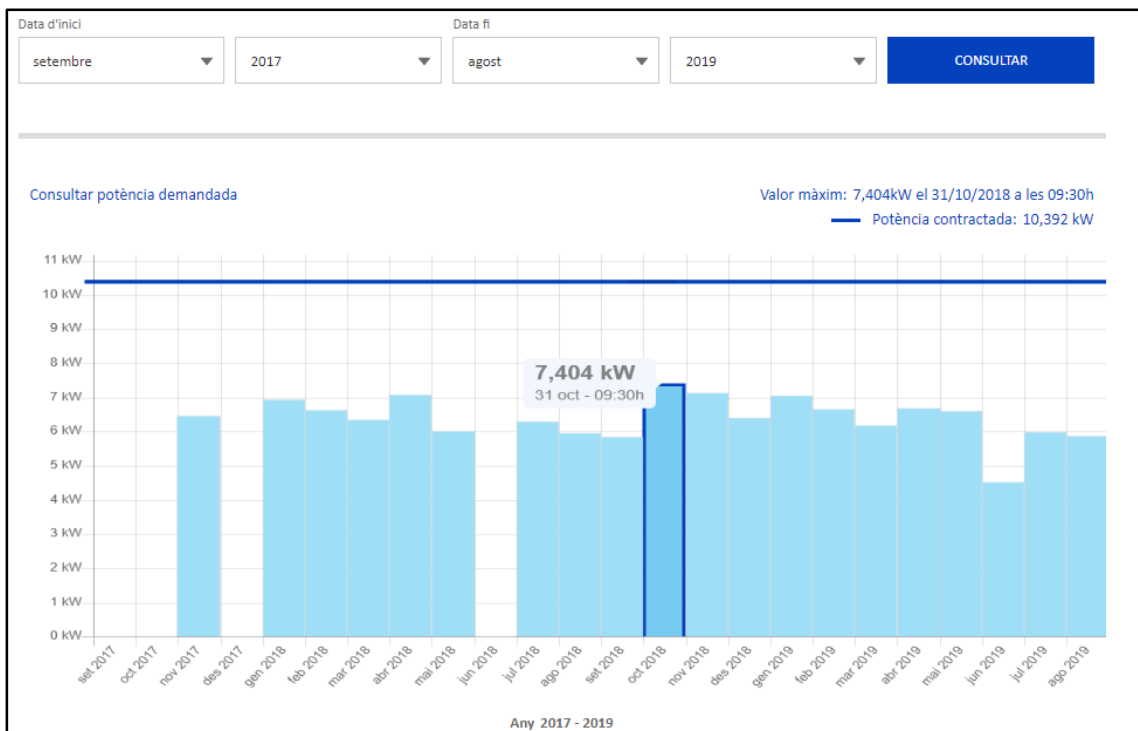 Data d'inici
Data fi
setembre
2017
agost
2019
CONSULTAR
Consultar potència demandada
Valor màxim: 7,404kW el 31/10/2018 a les 09:30h
Potència contractada: 10,392 kW
11 kW
10 kW
9 kW
8 kW
7 kW
6 kW
5 kW
4 kW
3 kW
2 kW
1 kW
0 kW
7,404 kW
31 oct - 09:30h
set 2017
oct 2017
nov 2017
des 2017
gen 2018
feb 2018
mar 2018
abr 2018
mai 2018
jun 2018
jul 2018
ago 2018
set 2018
oct 2018
nov 2018
des 2018
gen 2019
feb 2019
mar 2019
abr 2019
mai 2019
jun 2019
jul 2019
ago 2019
Any 2017 - 2019